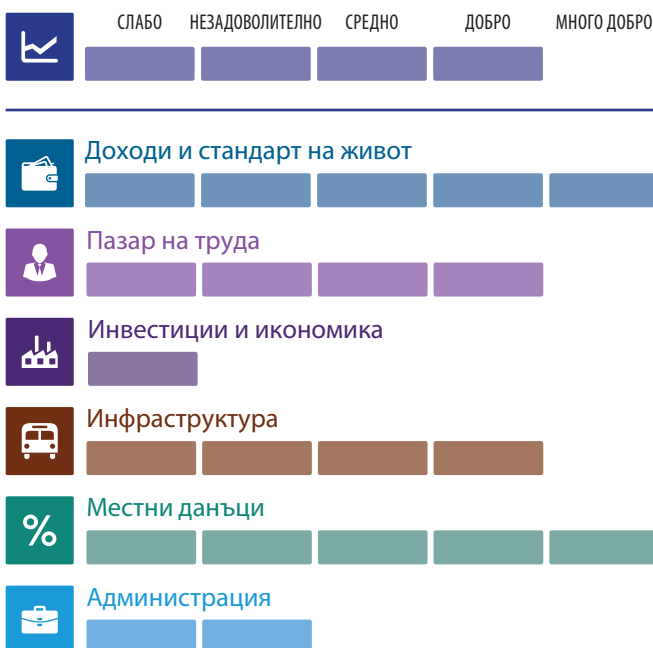 СЛАБО НЕЗАДОВОЛИТЕЛНО СРЕДНО ДОБРО МНОГО ДОБРО
Доходи и стандарт на живот
Пазар на труда
Инвестиции и икономика
Инфраструктура
Местни данъци
%
Администрация